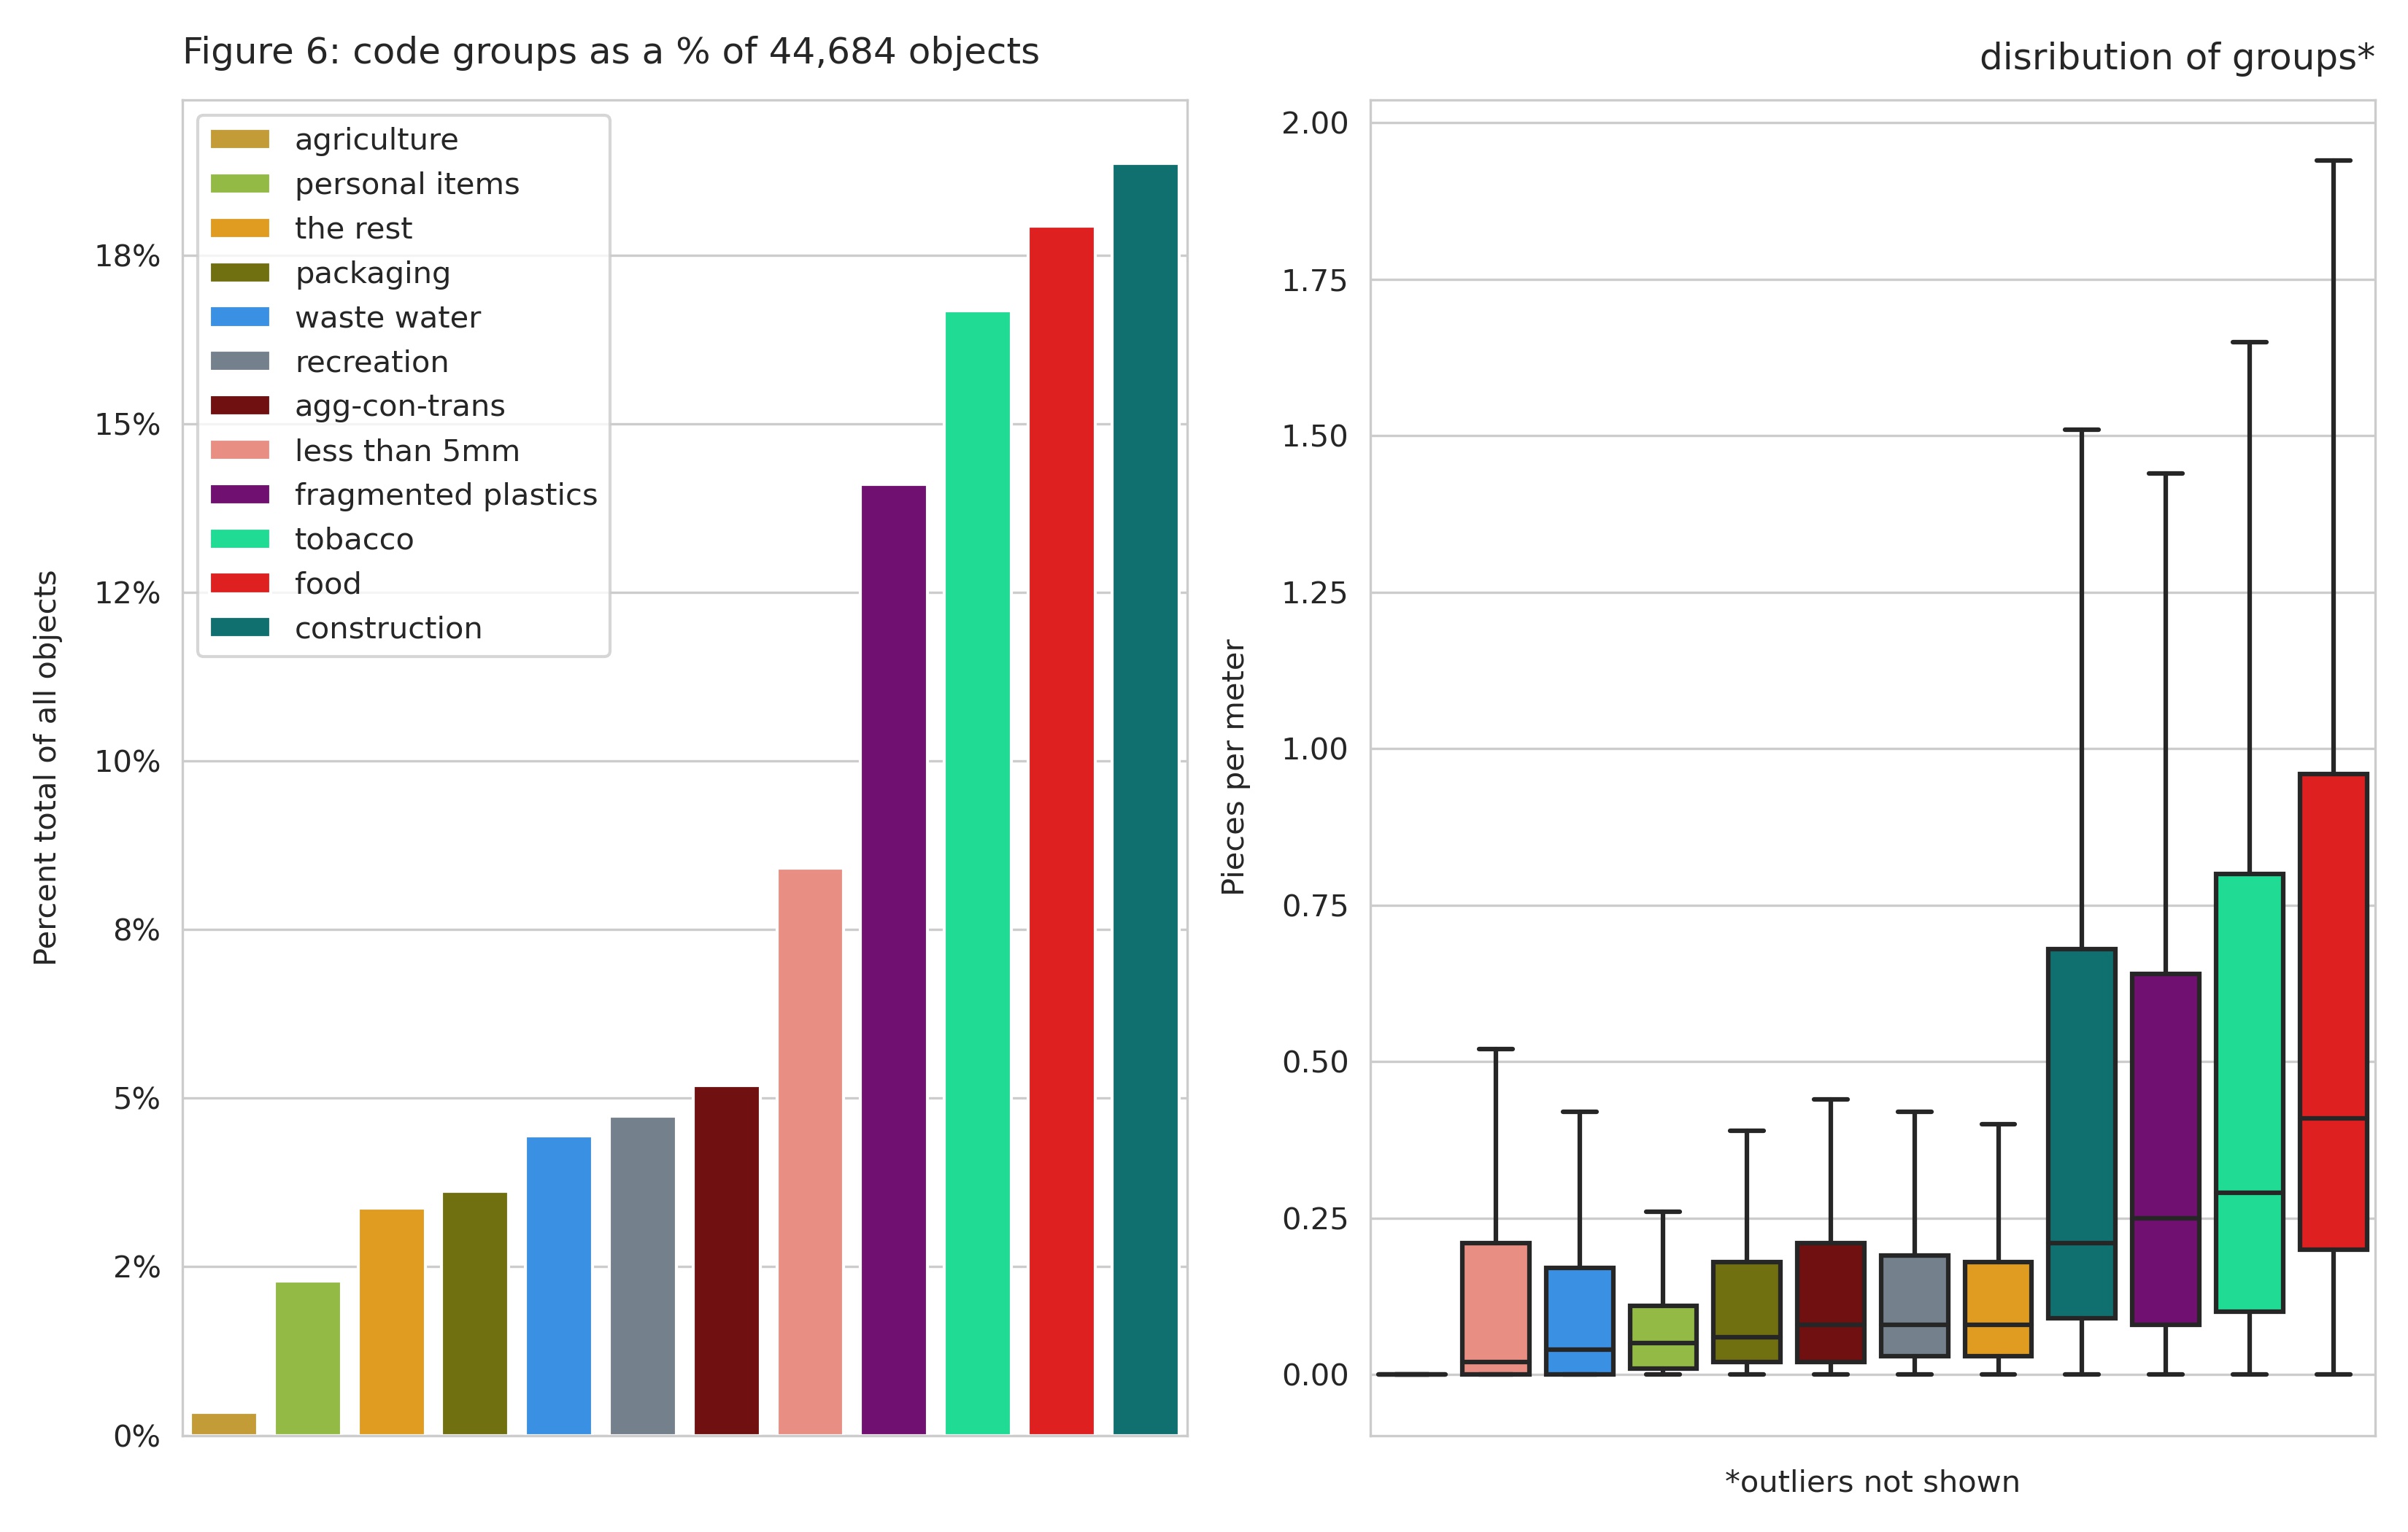 Figure 6: code groups as a % of 44,684 objects
disribution of groups*
agriculture
personal items
the rest
packaging
waste water
recreation
agg-con-trans
less than 5mm
fragmented plastics
tobacco
food
construction
Percent total of all objects
18%
15%
12%
10%
8%
5%
2%
0%
Pieces per meter
2.00
1.75
1.50
1.25
1.00
0.75
0.50
0.25
0.00
*outliers not shown